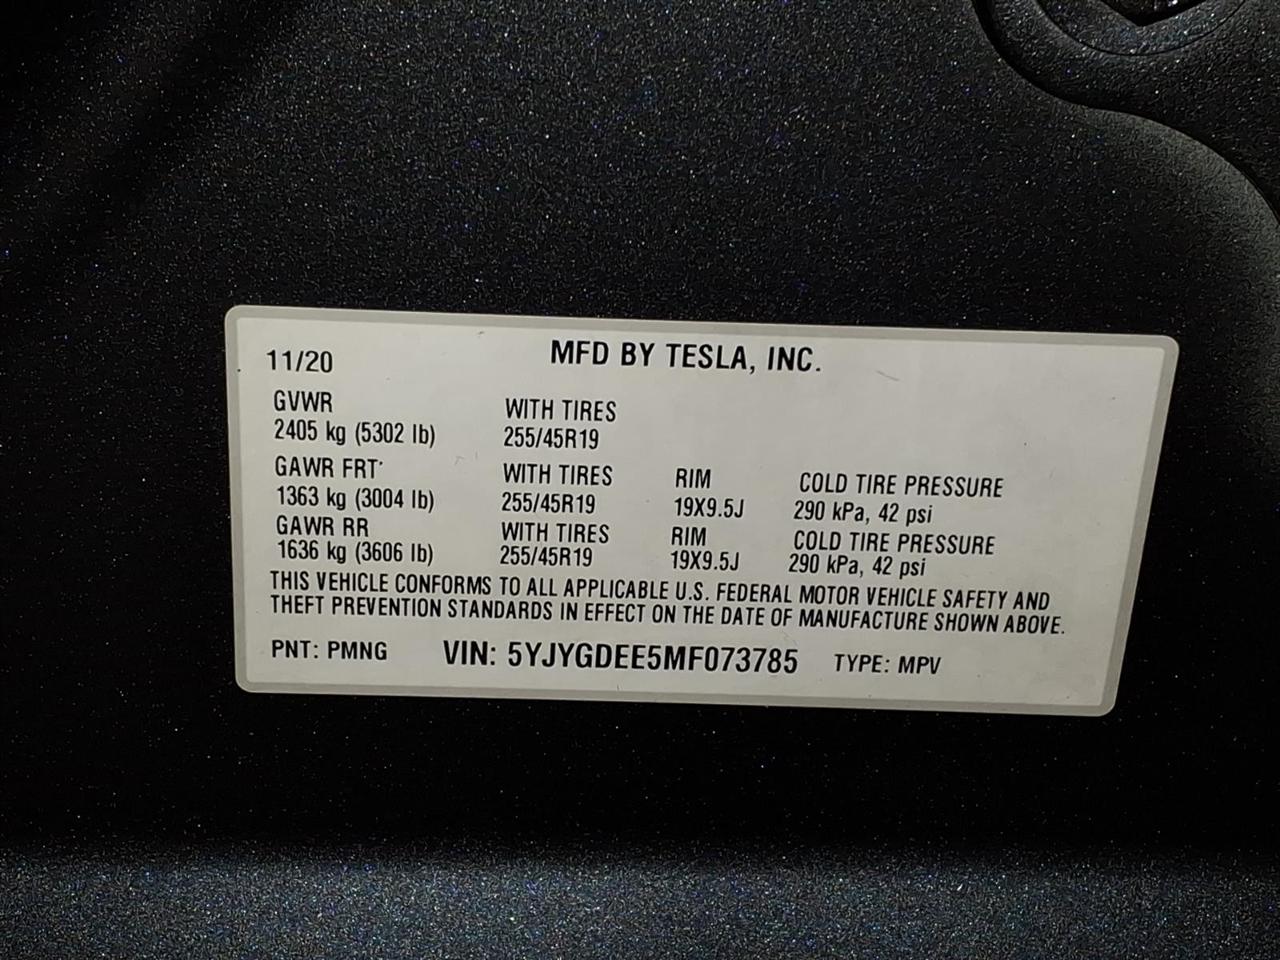 11/20 MFD BY TESLA, INC.
GVWR WITH TIRES
2405 kg (5302 lb) 255/45R19
GAWR FRT WITH TIRES RIM COLD TIRE PRESSURE
1363 kg (3004 lb) 255/45R19 19X9.5J 290 kPa, 42 psi
GAWR RR WITH TIRES RIM COLD TIRE PRESSURE
1636 kg (3606 lb) 255/45R19 19X9.5J 290 kPa, 42 psi
THIS VEHICLE CONFORMS TO ALL APPLICABLE U.S. FEDERAL MOTOR VEHICLE SAFETY AND
THEFT PREVENTION STANDARDS IN EFFECT ON THE DATE OF MANUFACTURE SHOWN ABOVE.
PNT: PMNG VIN: 5YJYGDEE5MF073785 TYPE: MPV